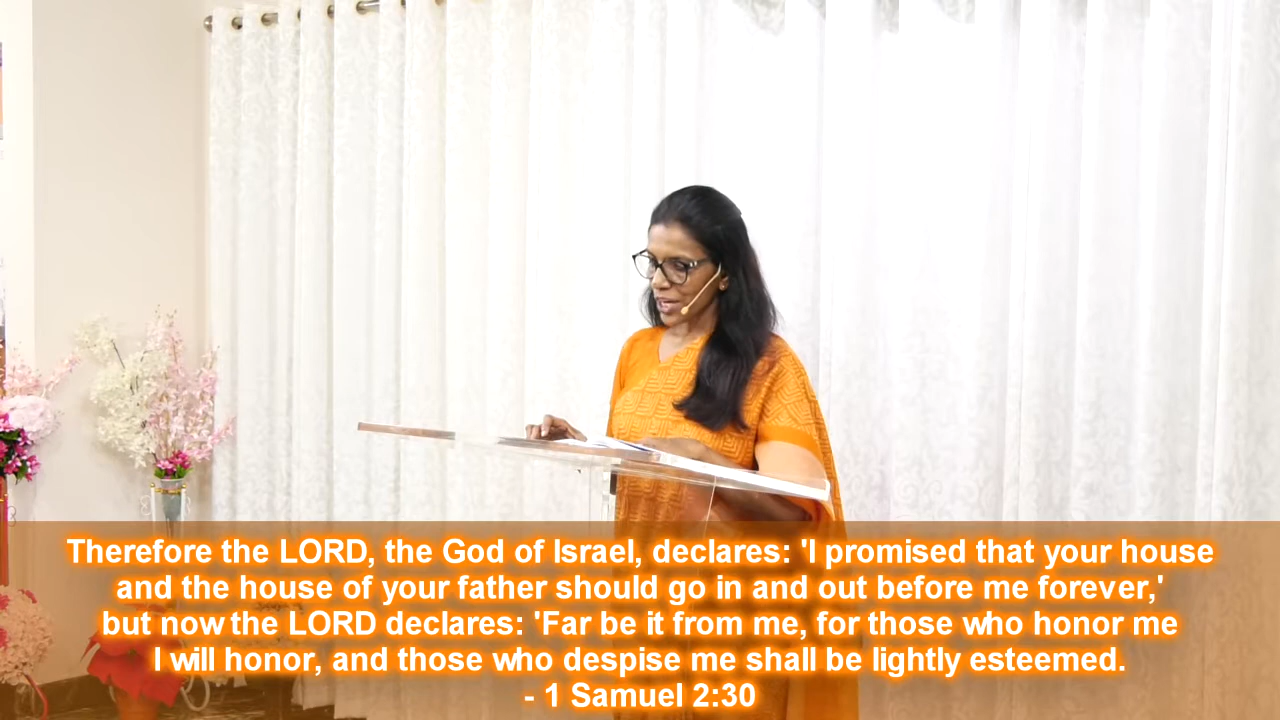 Therefore the LORD, the God of Israel, declares: 'I promised that your house
and the house of your father should go in and out before me forever,'
but now the LORD declares: 'Far be it from me, for those who honor me
I will honor, and those who despise me shall be lightly esteemed.
- 1 Samuel 2:30